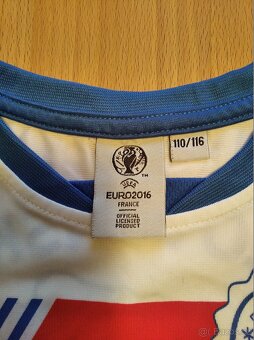 UEFA
EURO2016
FRANCE
OFFICIAL
LICENSED
PRODUCT
110/116